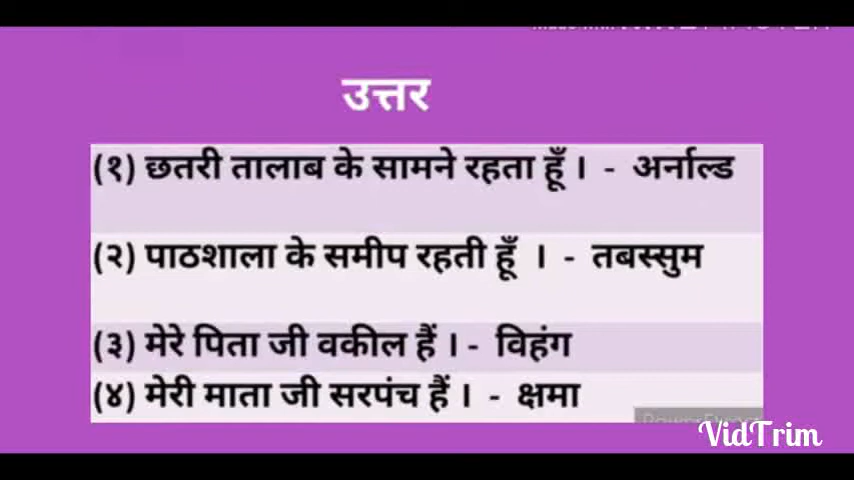 उत्तर
(१) छतरी तालाब के सामने रहता हूँ । - अर्नाल्ड
(२) पाठशाला के समीप रहती हूँ । - तबस्सुम
(३) मेरे पिता जी वकील हैं । - विहंग
(४) मेरी माता जी सरपंच हैं । - क्षमा
VidTrim